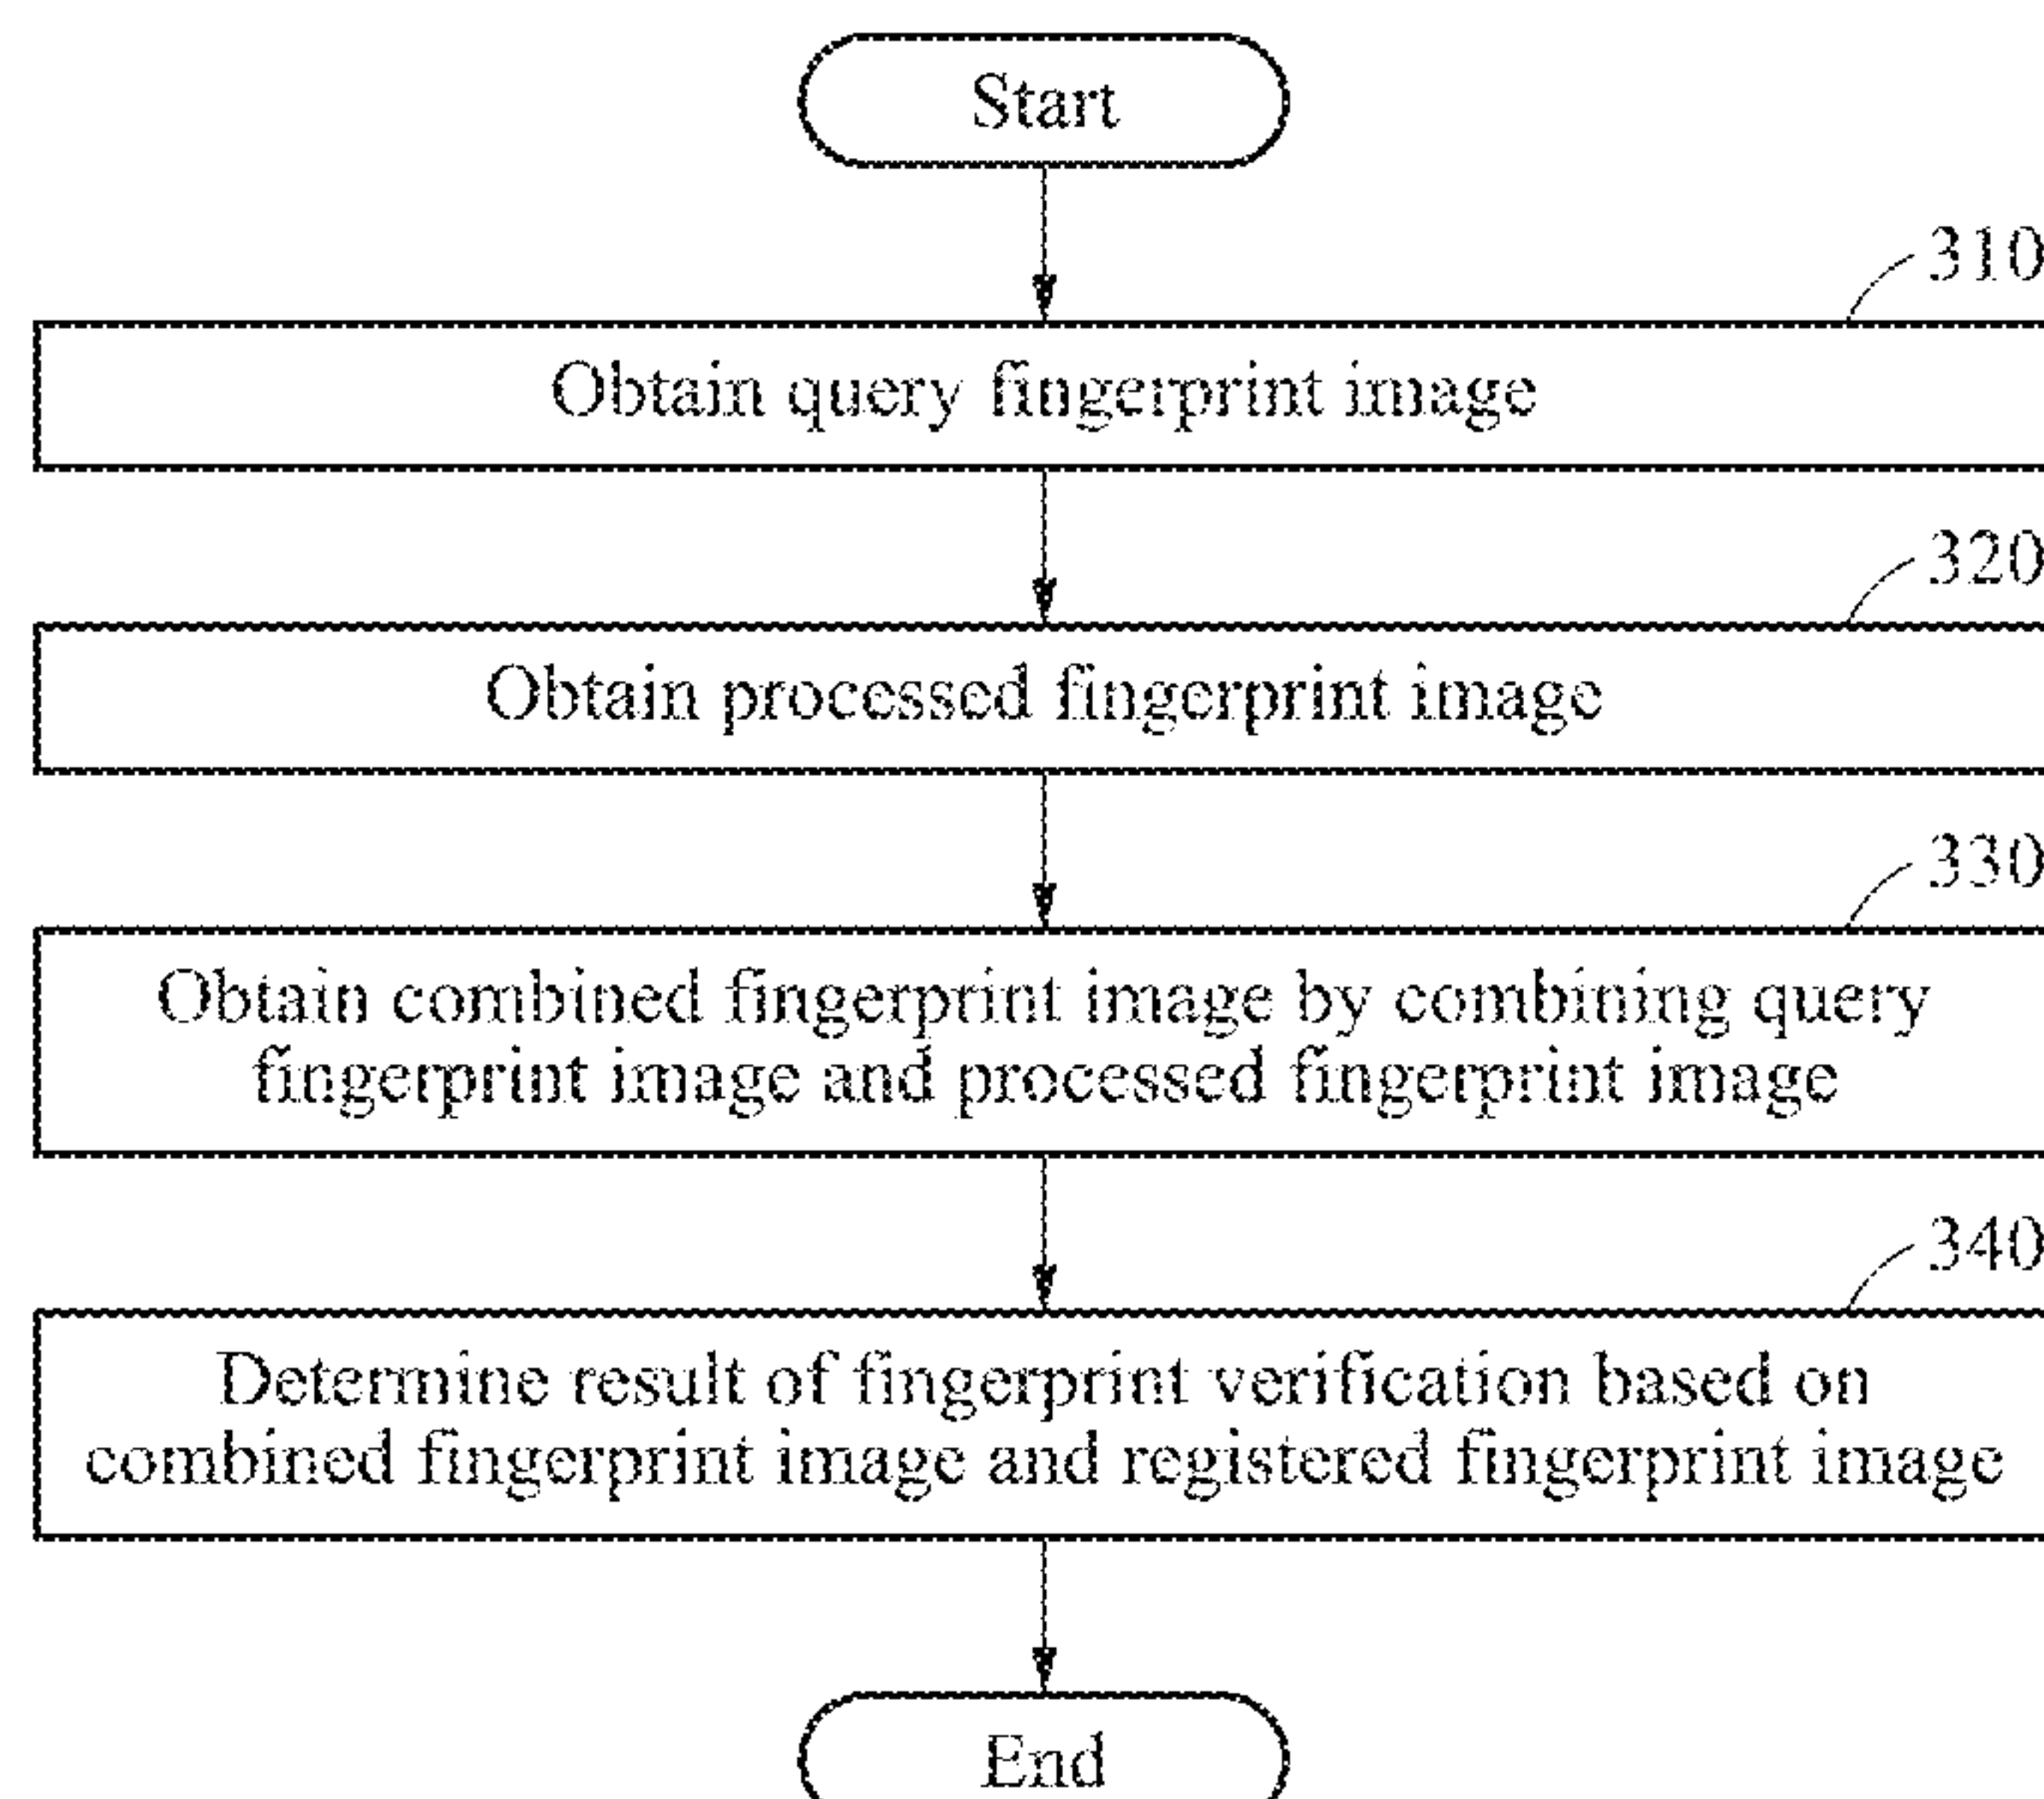 Start
310
Obtain query fingerprint image
320
Obtain processed fingerprint image
330
Obtain combined fingerprint image by combining query
fingerprint image and processed fingerprint image
340
Determine result of fingerprint verification based on
combined fingerprint image and registered fingerprint image
End